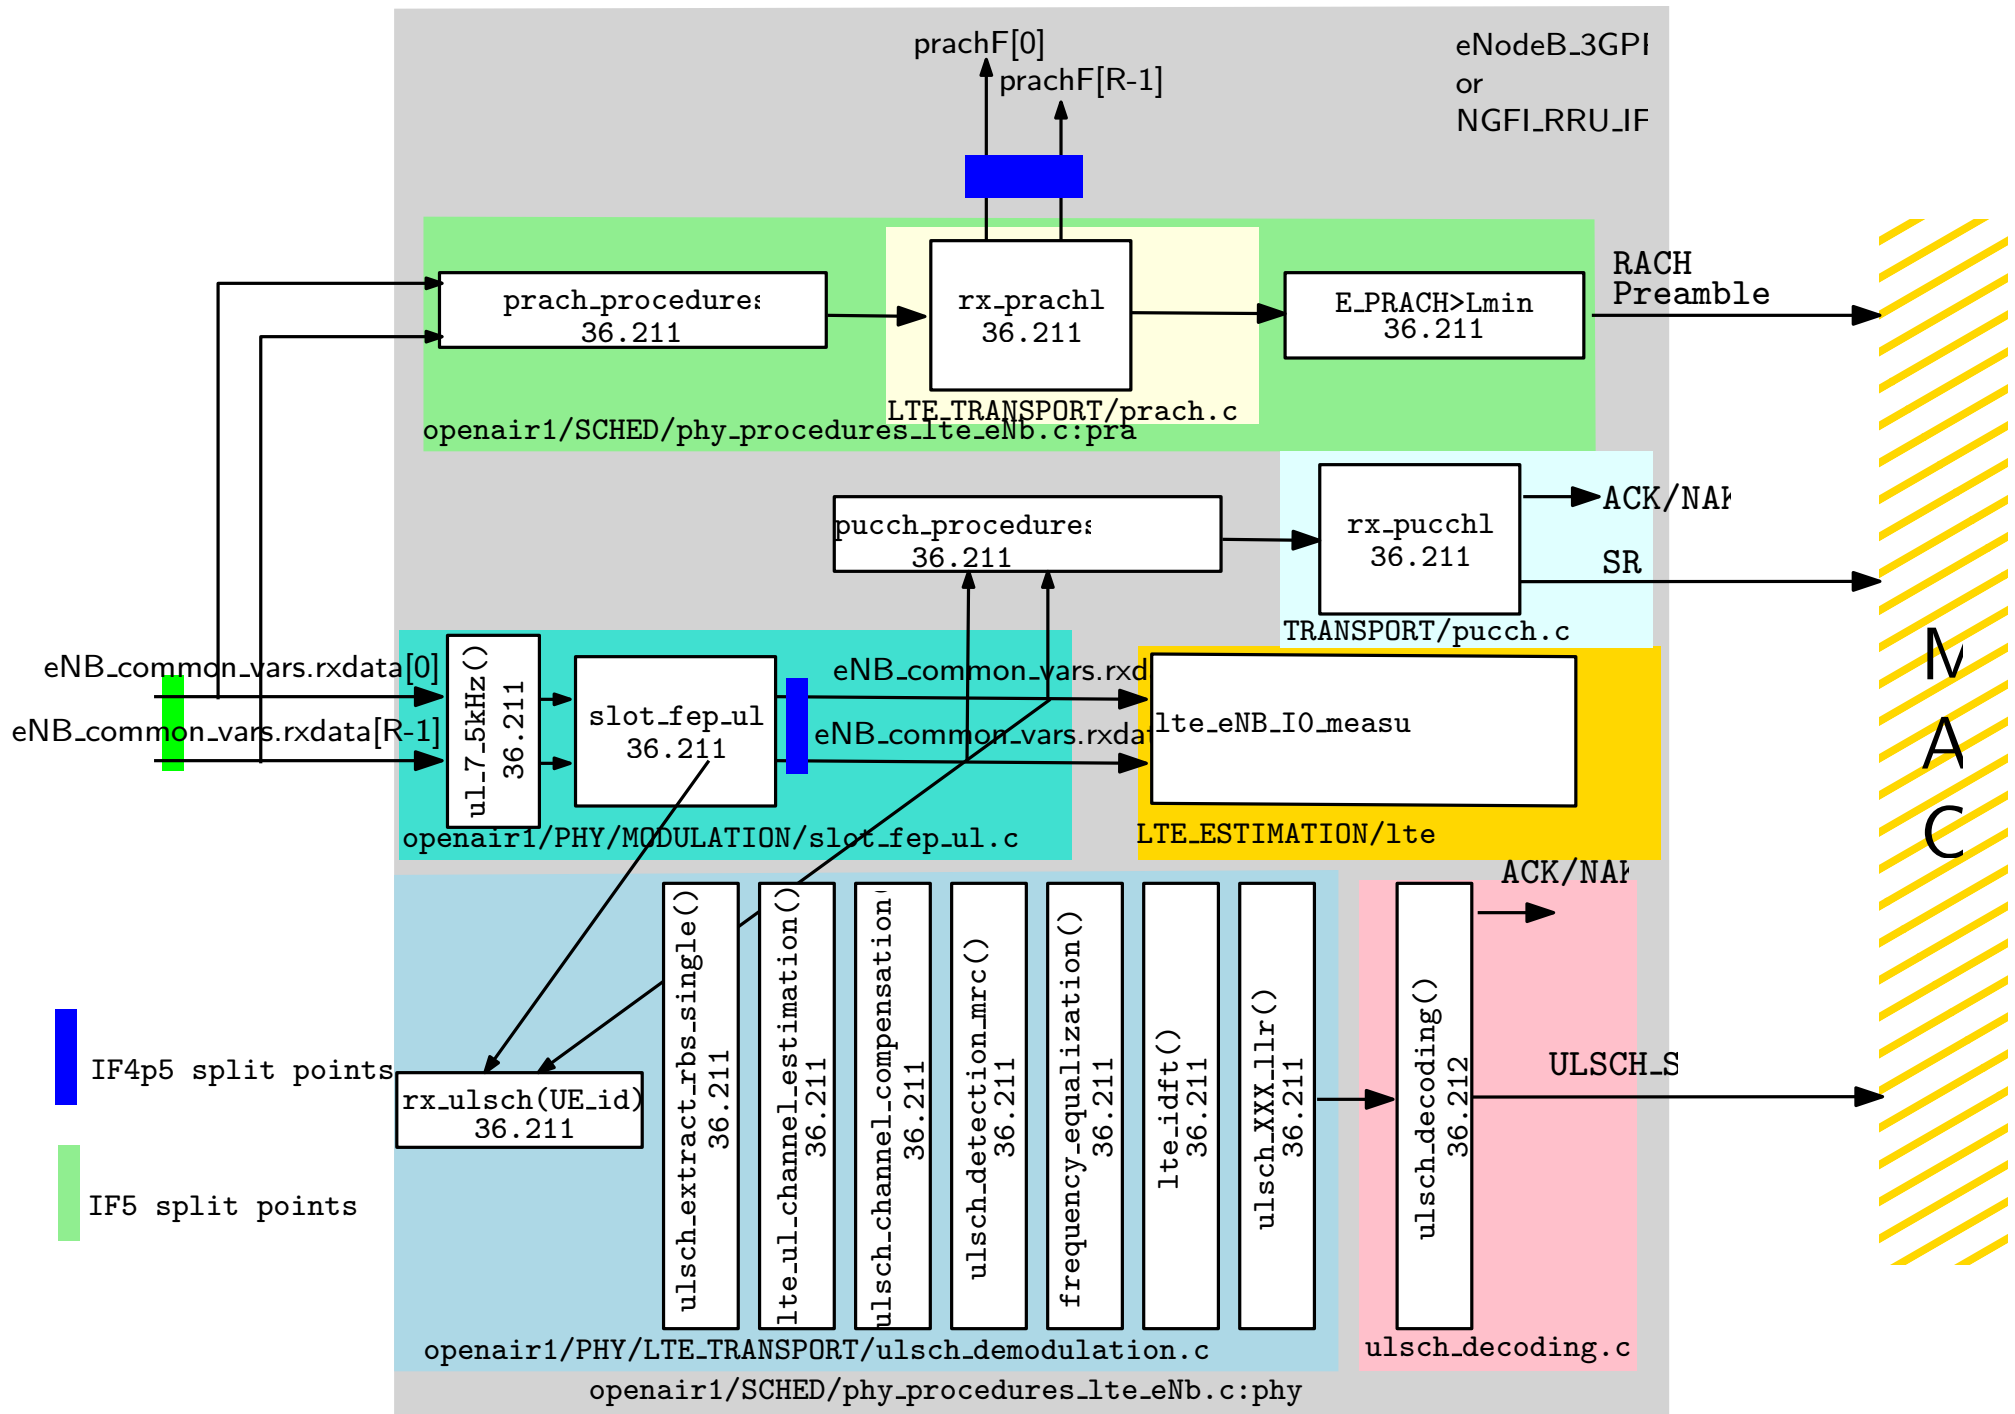 prachF[0]
prachF[R-1]
eNodeB_3GPP
or
NGFI_RRU_IF
prach_procedures
36.211
rx_prachl
36.211
E_PRACH>Lmin
36.211
RACH
Preamble
LTE_TRANSPORT/prach.c
openair1/SCHED/phy_procedures_lte_eNb.c:pra
pucch_procedures
36.211
rx_pucchl
36.211
ACK/NAK
SR
TRANSPORT/pucch.c
eNB_common_vars.rxdata[0]
eNB_common_vars.rxdata[R-1]
ul_7_5kHz()
36.211
slot_fep_ul
36.211
eNB_common_vars.rxd
eNB_common_vars.rxda
lte_eNB_I0_measu
openair1/PHY/MODULATION/slot_fep_ul.c
LTE_ESTIMATION/lte
M
A
C
IF4p5 split points
IF5 split points
rx_ulsch(UE_id)
36.211
ulsch_extract_rbs_single()
36.211
lte_ul_channel_estimation()
36.211
ulsch_channel_compensation(
36.211
ulsch_detection_mrc()
36.211
frequency_equalization()
36.211
lte_idft()
36.211
ulsch_XXX_llr()
36.211
ulsch_decoding()
36.212
ACK/NAK
ULSCH_S
openair1/PHY/LTE_TRANSPORT/ulsch_demodulation.c
ulsch_decoding.c
openair1/SCHED/phy_procedures_lte_eNb.c:phy